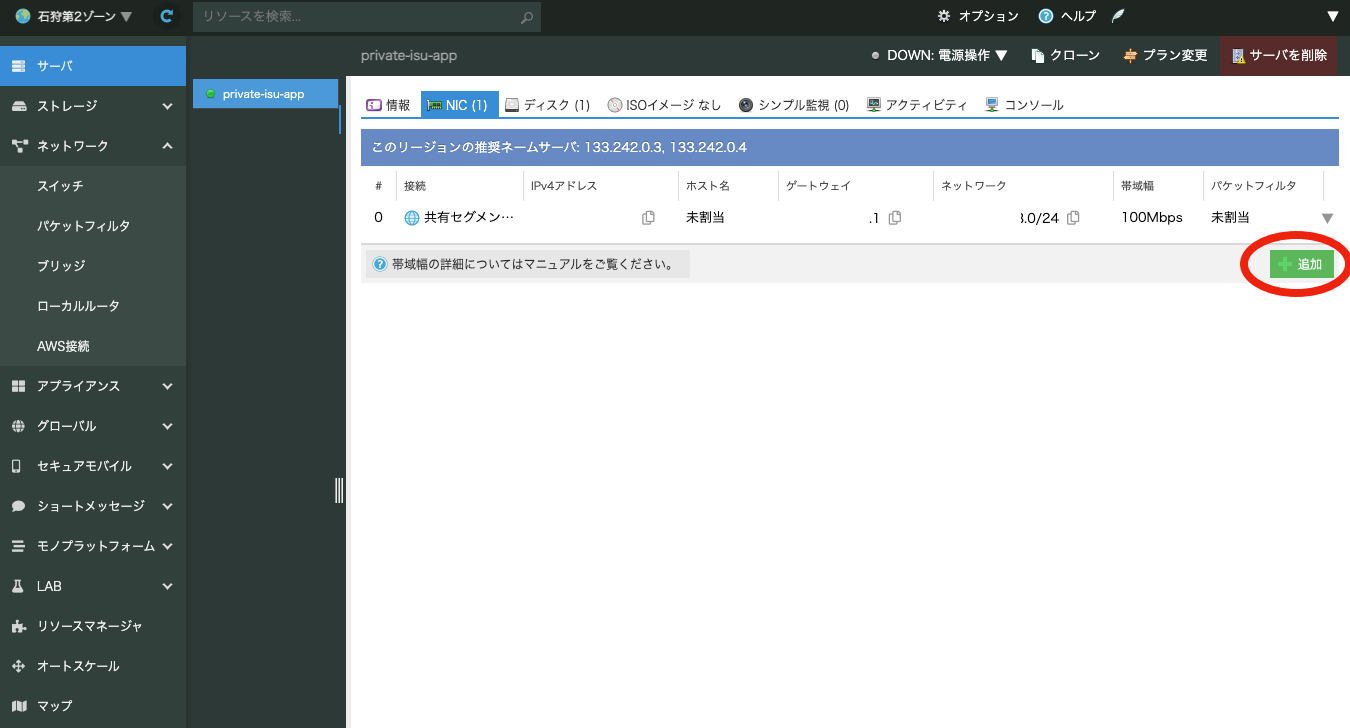 石狩第2ゾーン ▼ リソースを検索... オプション ヘルプ ▼
サーバ
ストレージ
ネットワーク
スイッチ
パケットフィルタ
ブリッジ
ローカルルータ
AWS接続
アプライアンス
グローバル
セキュアモバイル
ショートメッセージ
モノプラットフォーム
LAB
リソースマネージャ
オートスケール
マップ
private-isu-app
private-isu-app DOWN: 電源操作 ▼ クローン プラン変更 サーバを削除
情報 NIC (1) ディスク (1) ISOイメージ なし シンプル監視 (0) アクティビティ コンソール
このリージョンの推奨ネームサーバ: 133.242.0.3, 133.242.0.4
# 接続 IPv4アドレス ホスト名 ゲートウェイ ネットワーク 帯域幅 パケットフィルタ
0 共有セグメン… 未割当 .1 .0/24 100Mbps 未割当 ▼
帯域幅の詳細についてはマニュアルをご覧ください。 追加